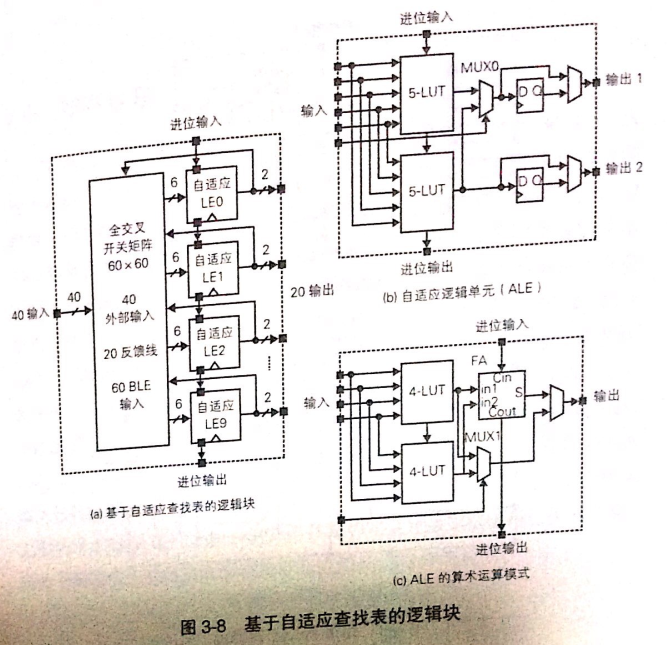 进位输入
全交叉
开关矩阵
60×60
40
外部输入
20 反馈线
60 BLE
输入
40 输入
40
6
自适应
LE0
2
6
自适应
LE1
2
20 输出
6
自适应
LE2
2
6
自适应
LE9
2
进位输出
(a) 基于自适应查找表的逻辑块
进位输入
输入
5-LUT
MUX0
D Q
输出 1
5-LUT
D Q
输出 2
进位输出
(b) 自适应逻辑单元（ALE）
进位输入
输入
4-LUT
FA
Cin
in1
in2
S
Cout
输出
4-LUT
MUX1
进位输出
(c) ALE 的算术运算模式
图 3-8 基于自适应查找表的逻辑块